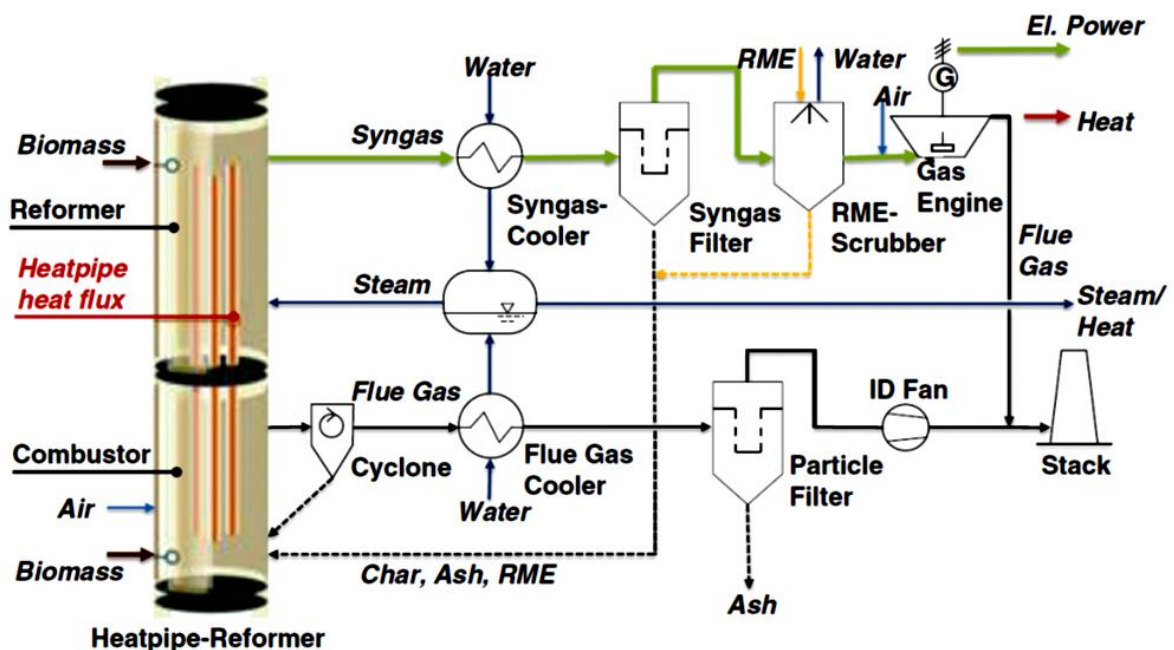 El. Power
RME
Water
Water
G
Air
Biomass
Syngas
Heat
Reformer
Syngas-
Cooler
Syngas
Filter
RME-
Scrubber
Gas
Engine
Heatpipe
heat flux
Flue
Gas
Steam
Steam/
Heat
Flue Gas
ID Fan
Combustor
Cyclone
Flue Gas
Cooler
Particle
Filter
Stack
Air
Water
Biomass
Char, Ash, RME
Ash
Heatpipe-Reformer